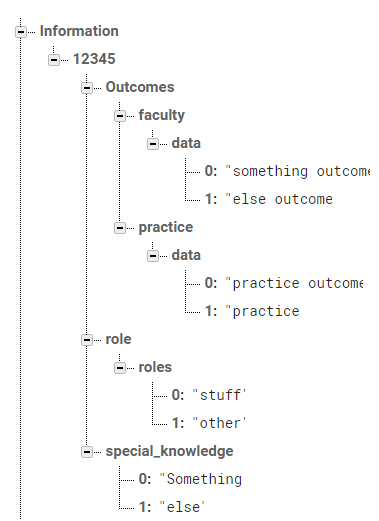 Information
12345
Outcomes
faculty
data
0: "something outcome
1: "else outcome
practice
data
0: "practice outcome
1: "practice
role
roles
0: "stuff'
1: "other'
special_knowledge
0: "Something
1: "else'